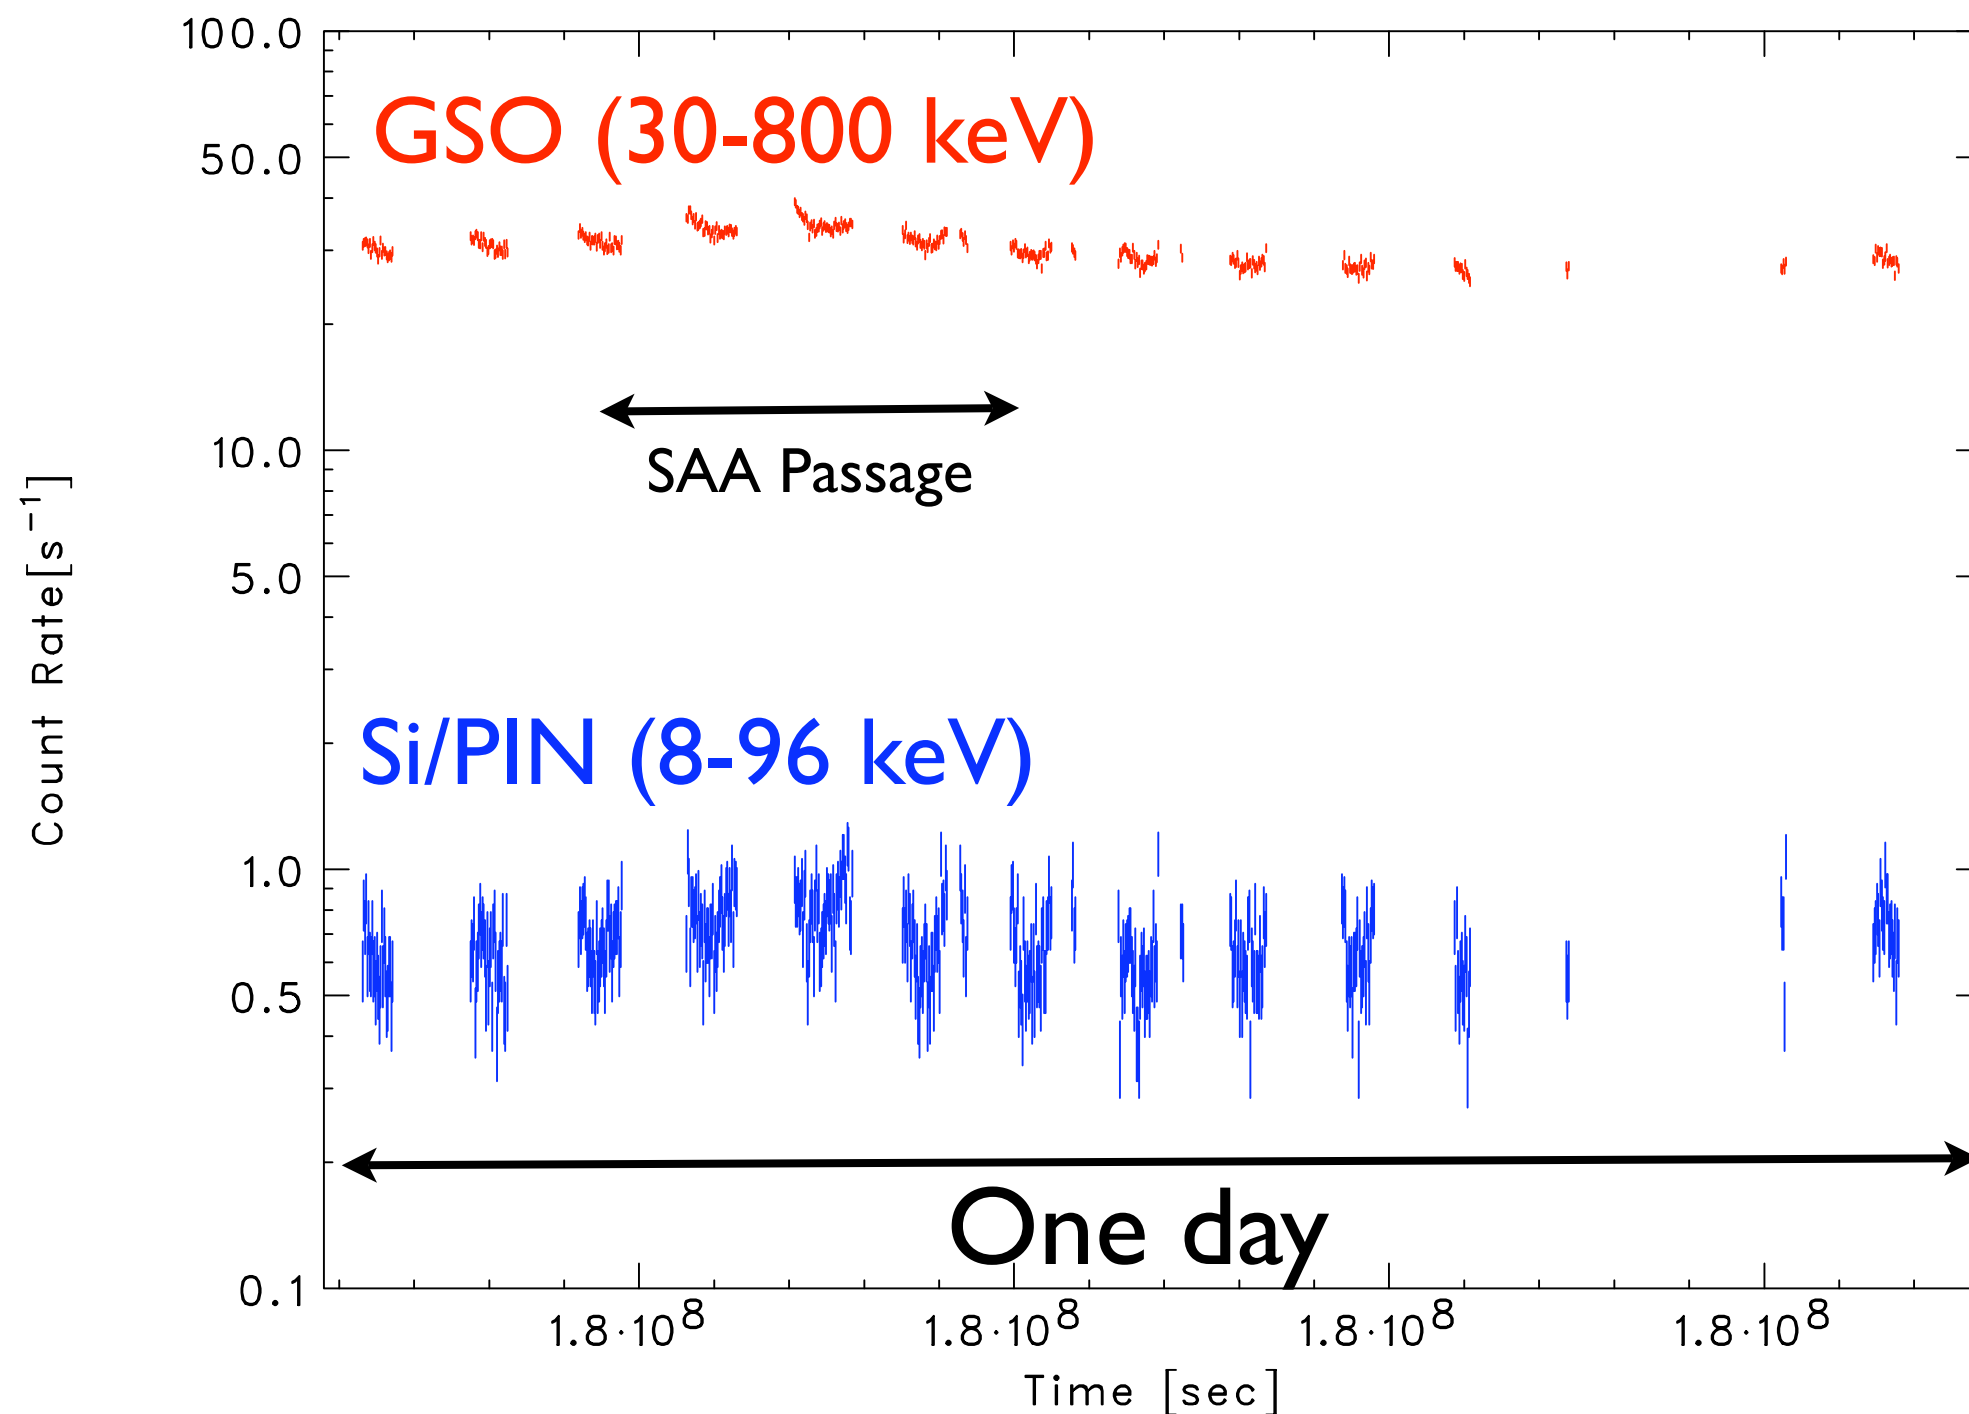 100.0
GSO (30-800 keV)
50.0
SAA Passage
10.0
5.0
Count Rate[s⁻¹]
Si/PIN (8-96 keV)
1.0
0.5
One day
0.1
1.8·10⁸ 1.8·10⁸ 1.8·10⁸ 1.8·10⁸
Time [sec]